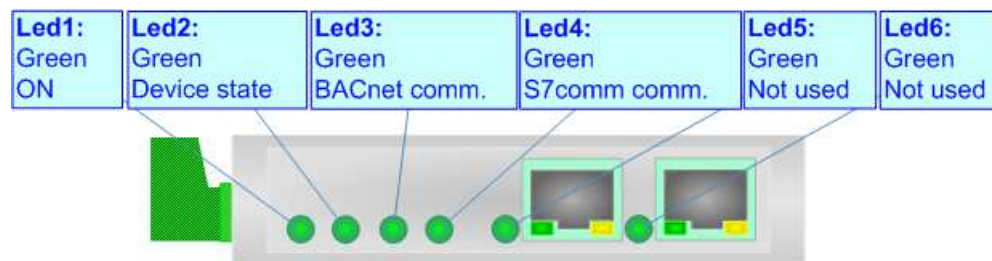 Led1:
Green
ON
Led2:
Green
Device state
Led3:
Green
BACnet comm.
Led4:
Green
S7comm comm.
Led5:
Green
Not used
Led6:
Green
Not used